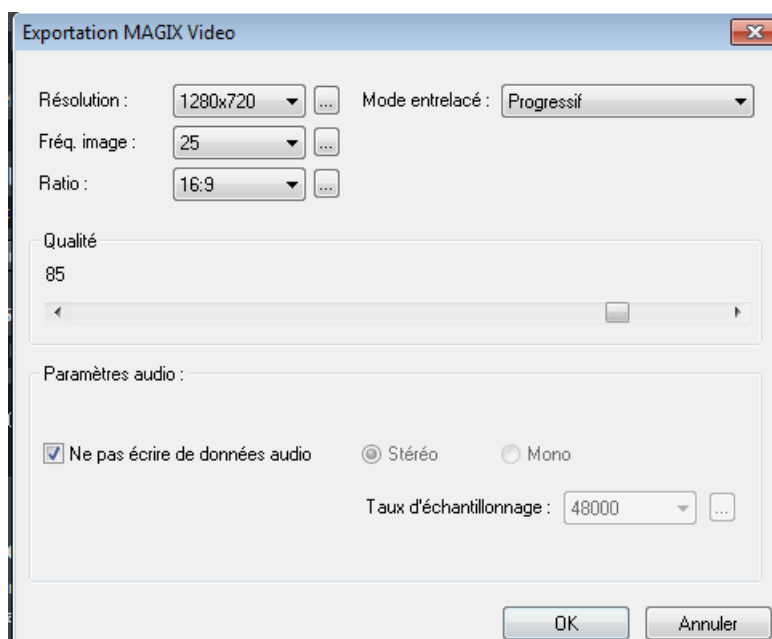 Exportation MAGIX Video
Résolution : 1280x720 ... Mode entrelacé : Progressif
Fréq. image : 25 ...
Ratio : 16:9 ...
Qualité
85
Paramètres audio :
Ne pas écrire de données audio Stéréo Mono
Taux d'échantillonnage : 48000 ...
OK Annuler